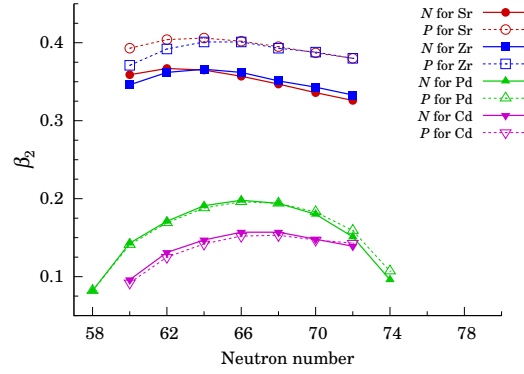 N for Sr
P for Sr
N for Zr
P for Zr
N for Pd
P for Pd
N for Cd
P for Cd
0.4
0.3
0.2
0.1
β₂
58 62 66 70 74 78
Neutron number